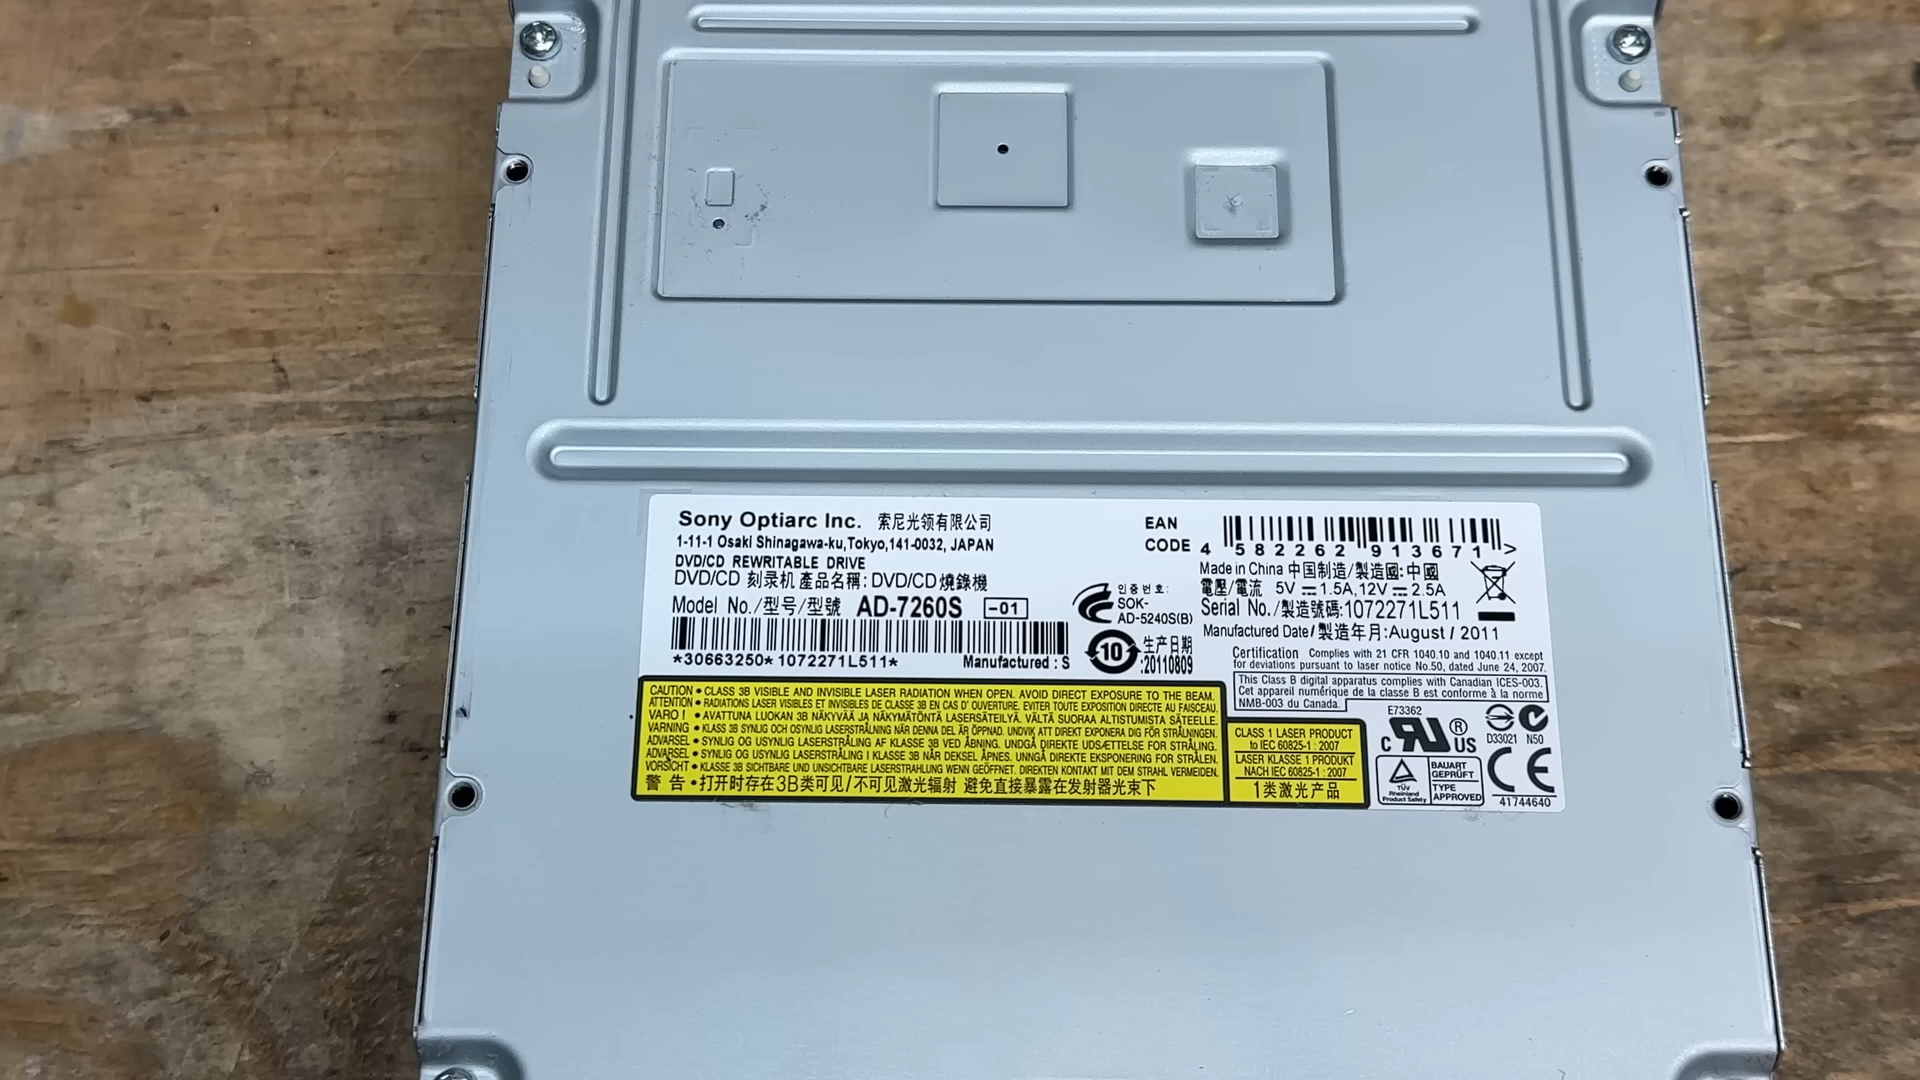 Sony Optiarc Inc. 索尼光领有限公司
1-11-1 Osaki Shinagawa-ku,Tokyo,141-0032, JAPAN
DVD/CD REWRITABLE DRIVE
DVD/CD 刻录机 產品名稱: DVD/CD燒錄機
Model No./型号/型號 AD-7260S -01
*30663250*1072271L511* Manufactured : S
인증번호:
SOK-
AD-5240S(B)
10 生产日期
:20110809
EAN
CODE 4 582262 913671 >
Made in China 中国制造/製造國:中國
電壓/電流 5V ⎓ 1.5A,12V ⎓ 2.5A
Serial No./製造號碼:1072271L511
Manufactured Date/製造年月:August / 2011
Certification Complies with 21 CFR 1040.10 and 1040.11 except
for deviations pursuant to laser notice No.50, dated June 24, 2007.
This Class B digital apparatus complies with Canadian ICES-003.
Cet appareil numérique de la classe B est conforme à la norme
NMB-003 du Canada.
CAUTION • CLASS 3B VISIBLE AND INVISIBLE LASER RADIATION WHEN OPEN. AVOID DIRECT EXPOSURE TO THE BEAM.
ATTENTION • RADIATIONS LASER VISIBLES ET INVISIBLES DE CLASSE 3B EN CAS D' OUVERTURE. EVITER TOUTE EXPOSITION DIRECTE AU FAISCEAU.
VARO ! • AVATTUNA LUOKAN 3B NÄKYVÄÄ JA NÄKYMÄTÖNTÄ LASERSÄTEILYÄ. VÄLTÄ SUORAA ALTISTUMISTA SÄTEELLE.
VARNING • KLASS 3B SYNLIG OCH OSYNLIG LASERSTRÅLNING NÄR DENNA DEL ÄR ÖPPNAD. UNDVIK ATT DIREKT EXPONERA DIG FÖR STRÅLNINGEN.
ADVARSEL • SYNLIG OG USYNLIG LASERSTRÅLING AF KLASSE 3B VED ÅBNING. UNDGÅ DIREKTE UDSÆTTELSE FOR STRÅLING.
ADVARSEL • SYNLIG OG USYNLIG LASERSTRÅLING I KLASSE 3B NÅR DEKSEL ÅPNES. UNNGÅ DIREKTE EKSPONERING FOR STRÅLEN.
VORSICHT • KLASSE 3B SICHTBARE UND UNSICHTBARE LASERSTRAHLUNG WENN GEÖFFNET. DIREKTEN KONTAKT MIT DEM STRAHL VERMEIDEN.
警 告 • 打开时存在3B类可见/不可见激光辐射 避免直接暴露在发射器光束下
CLASS 1 LASER PRODUCT
to IEC 60825-1 : 2007
LASER KLASSE 1 PRODUKT
NACH IEC 60825-1 : 2007
1类激光产品
E73362
c RU ® US
D33021 N50
TÜV
Rheinland
Product Safety
BAUART
GEPRÜFT
TYPE
APPROVED
CE
41744640